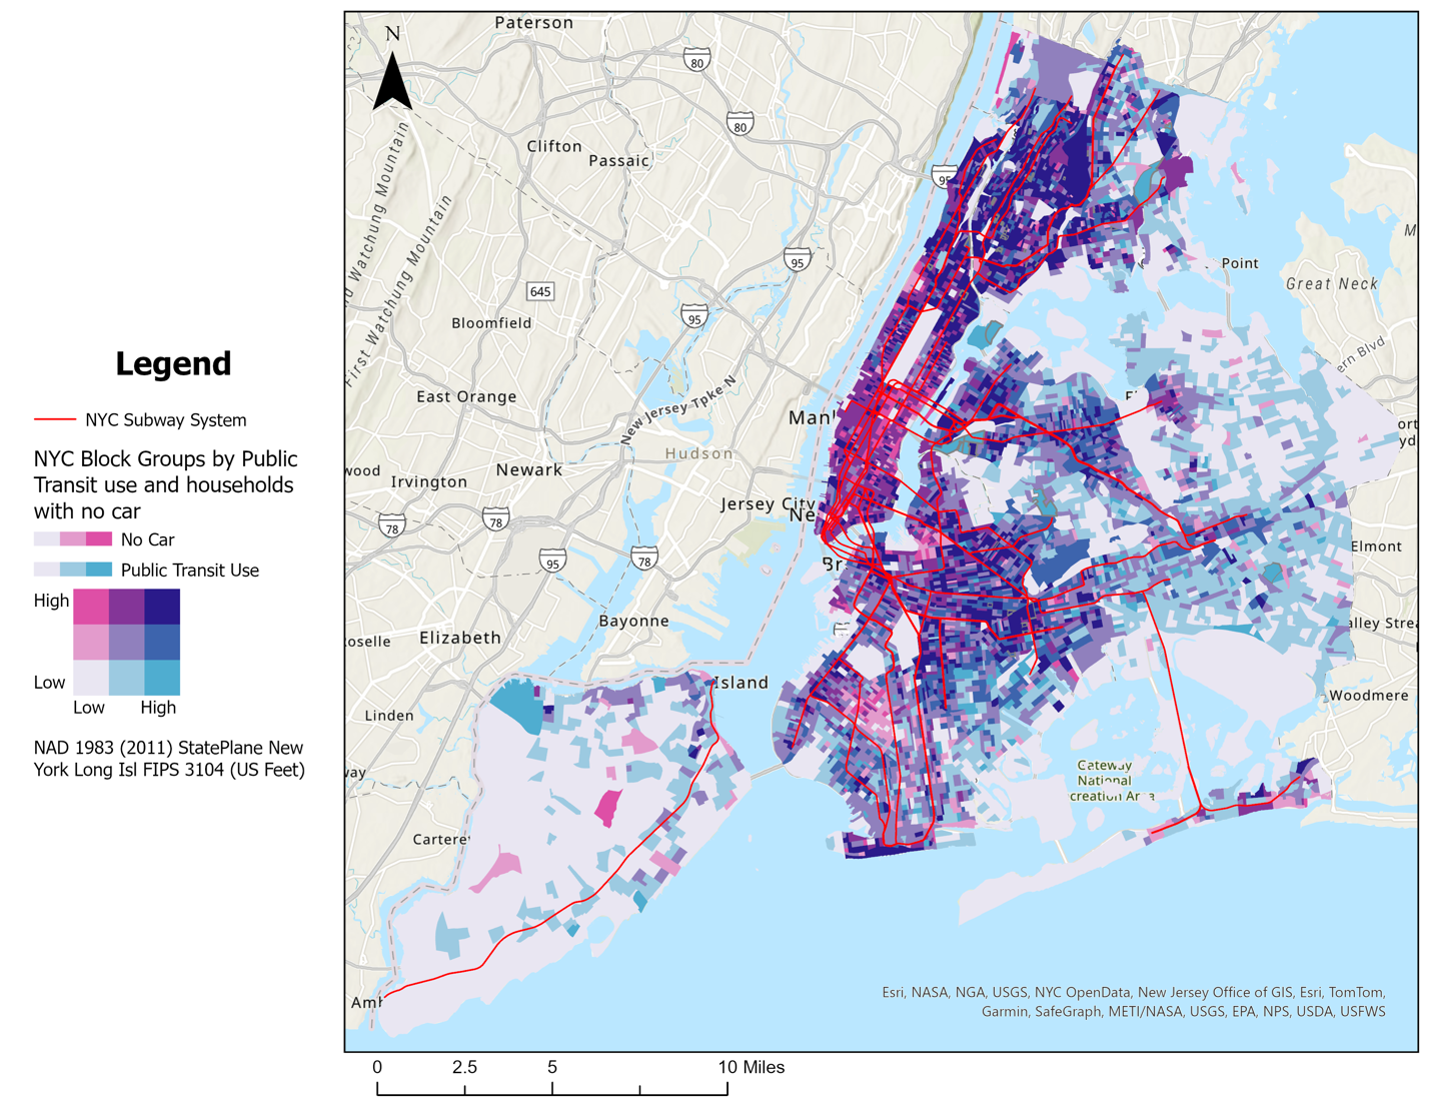 Legend
NYC Subway System
NYC Block Groups by Public
Transit use and households
with no car
No Car
Public Transit Use
High
Low
Low High
NAD 1983 (2011) StatePlane New
York Long Isl FIPS 3104 (US Feet)
N
Paterson
80
80
Clifton
Passaic
95
d Watchung Mountain
First Watchung Mountain
Point
M
Great Neck
95
645
95
Bloomfield
ern Blvd
East Orange
New Jersey Tpke N
Manl
Fl
ort
yd
Hudson
wood
Newark
Irvington
Jersey City
Ne
78
78
95
78
Elmont
Br
Bayonne
Roselle
Elizabeth
alley Strea
Island
Woodmere
Linden
way
Gateway
National
creation Area
Carteret
Amb
Esri, NASA, NGA, USGS, NYC OpenData, New Jersey Office of GIS, Esri, TomTom,
Garmin, SafeGraph, METI/NASA, USGS, EPA, NPS, USDA, USFWS
0 2.5 5 10 Miles